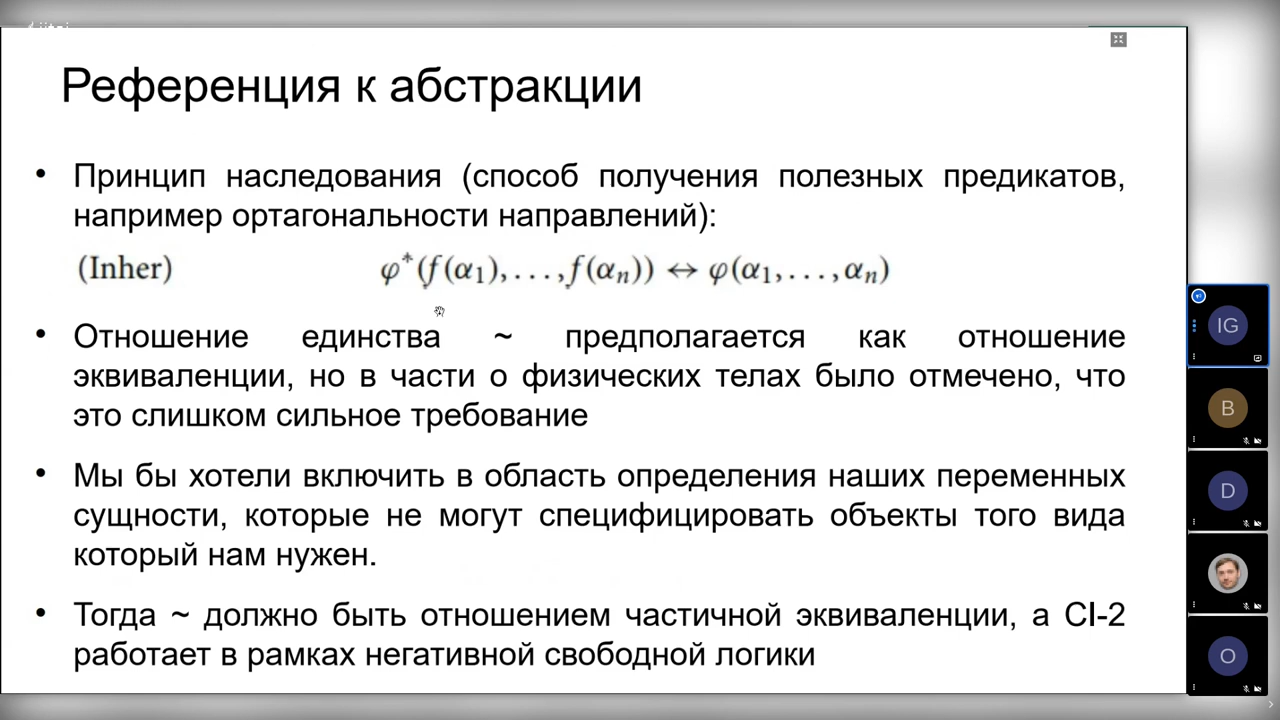 Референция к абстракции
• Принцип наследования (способ получения полезных предикатов,
например ортагональности направлений):
(Inher) φ*(f(α₁),...,f(αₙ)) ↔ φ(α₁,...,αₙ)
• Отношение единства ~ предполагается как отношение
эквиваленции, но в части о физических телах было отмечено, что
это слишком сильное требование
• Мы бы хотели включить в область определения наших переменных
сущности, которые не могут специфицировать объекты того вида
который нам нужен.
• Тогда ~ должно быть отношением частичной эквиваленции, а CI-2
работает в рамках негативной свободной логики
IG
B
D
O